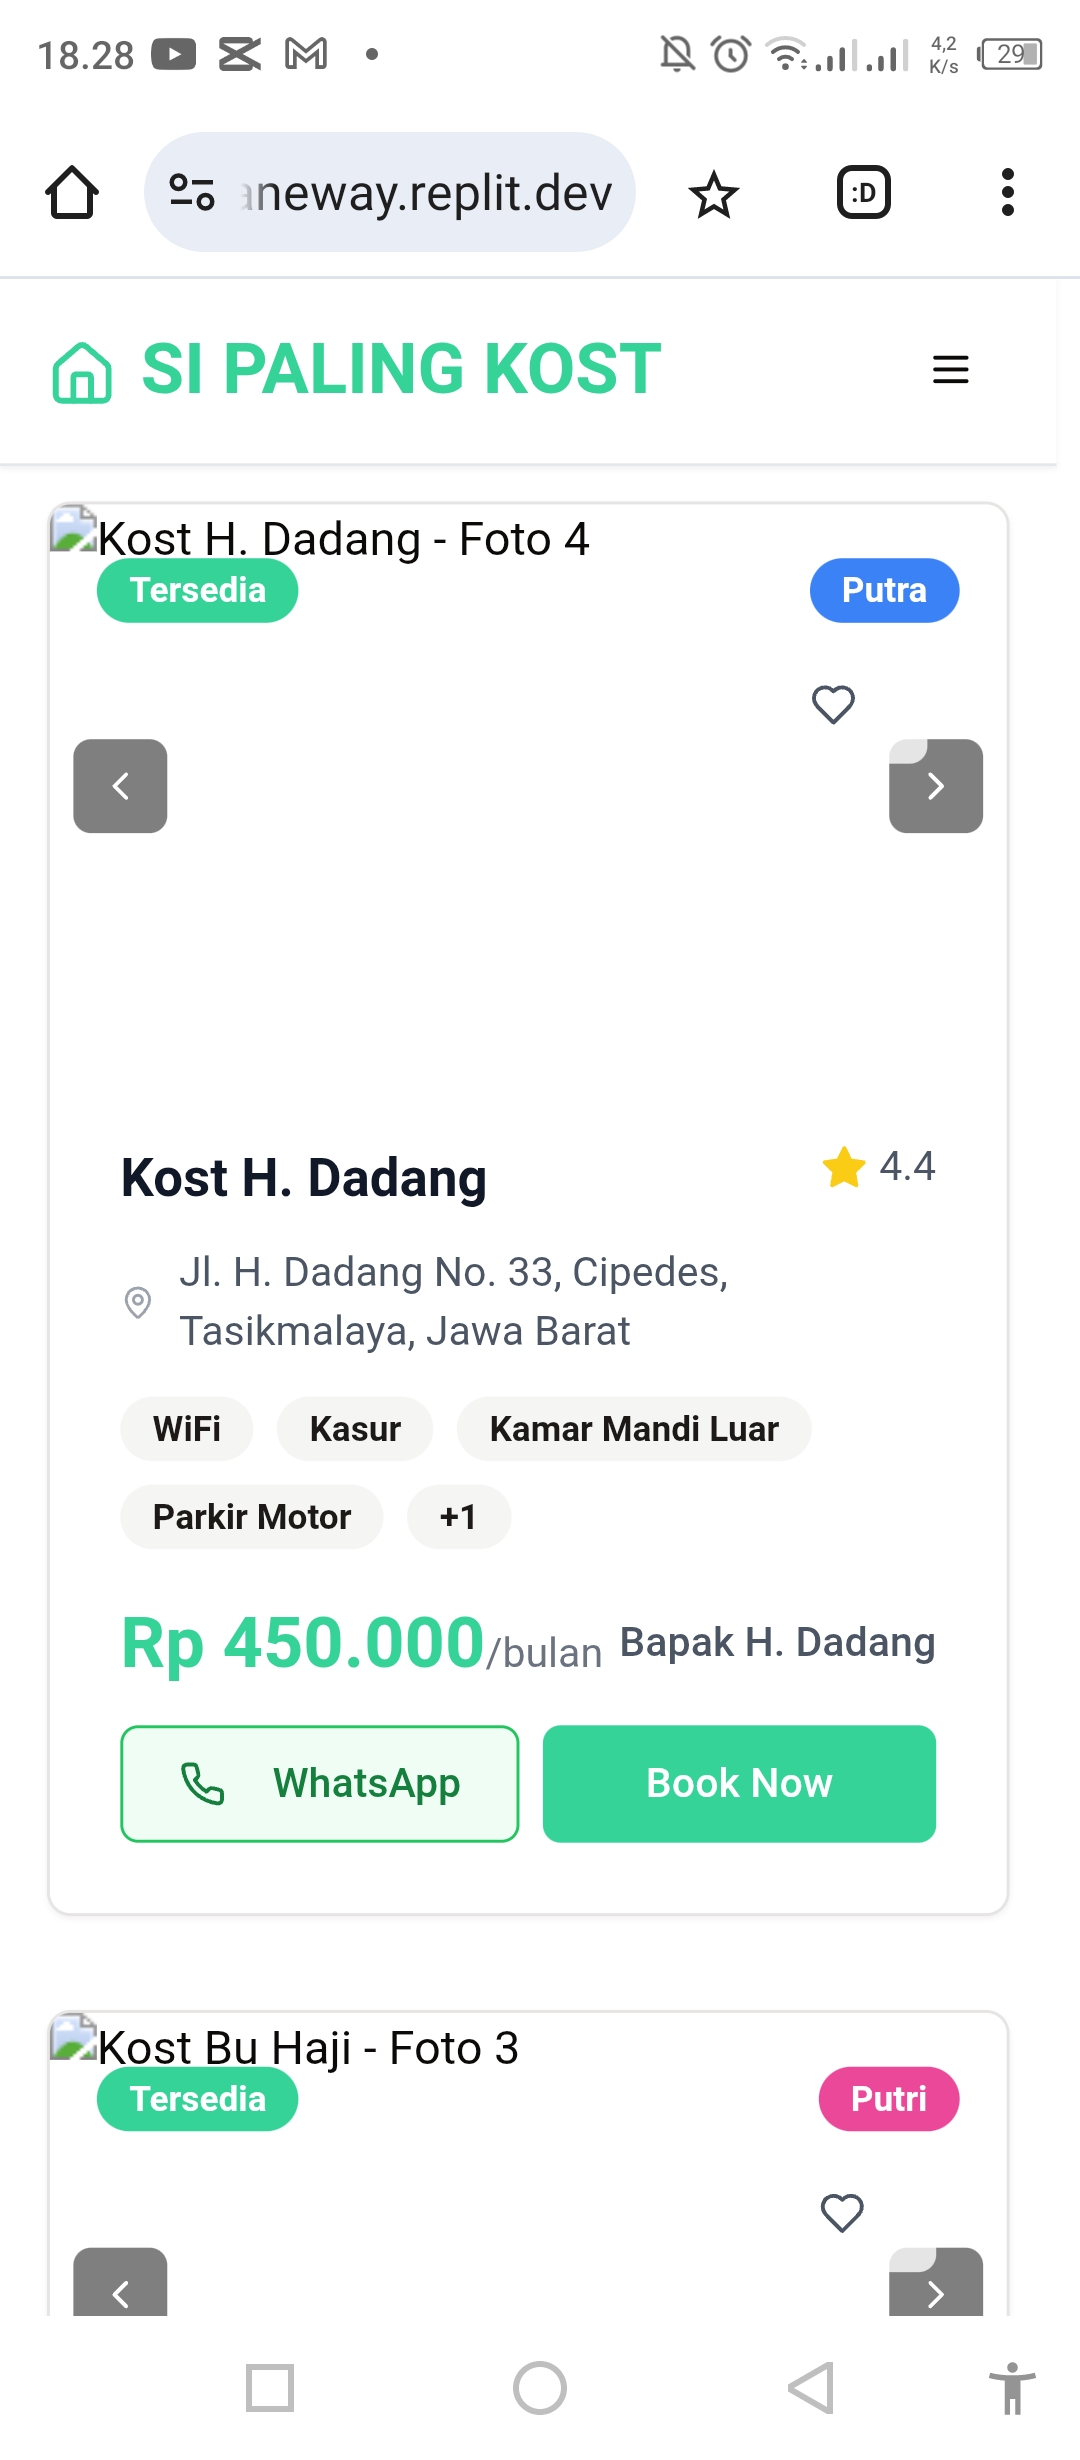 18.28
4,2
K/s
29
neway.replit.dev
:D
SI PALING KOST
Kost H. Dadang - Foto 4
Tersedia
Putra
Kost H. Dadang
4.4
Jl. H. Dadang No. 33, Cipedes,
Tasikmalaya, Jawa Barat
WiFi
Kasur
Kamar Mandi Luar
Parkir Motor
+1
Rp 450.000/bulan
Bapak H. Dadang
WhatsApp
Book Now
Kost Bu Haji - Foto 3
Tersedia
Putri